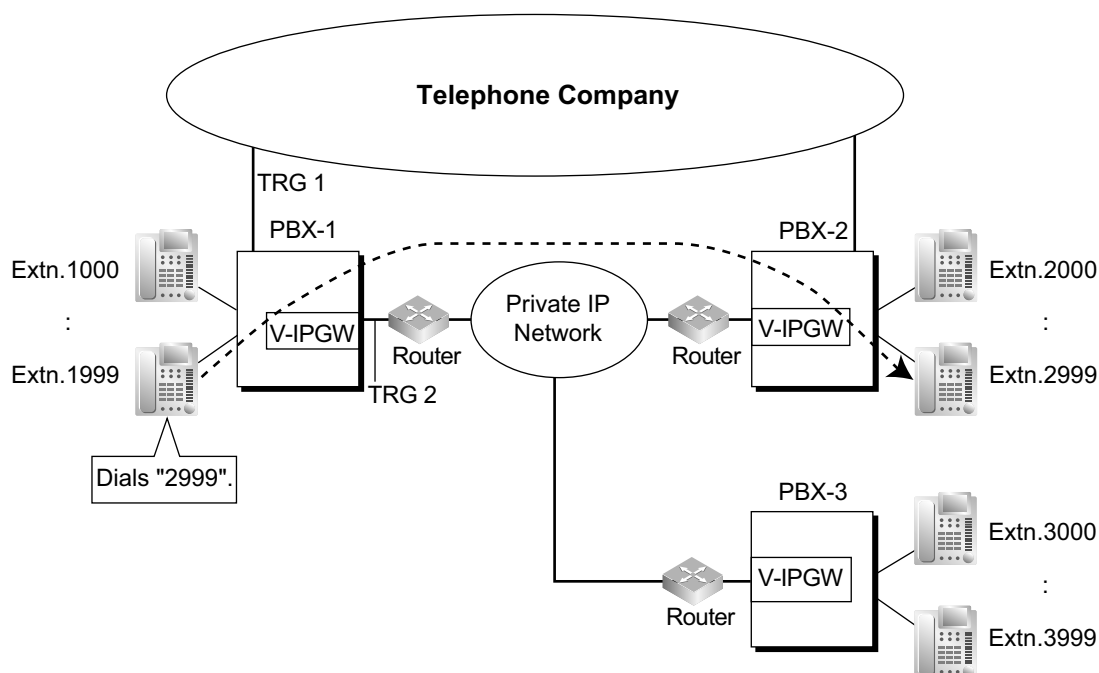 Telephone Company
TRG 1
PBX-1
PBX-2
Extn.1000
:
Extn.1999
V-IPGW
Router
TRG 2
Private IP
Network
Router
V-IPGW
Extn.2000
:
Extn.2999
Dials "2999".
PBX-3
V-IPGW
Router
Extn.3000
:
Extn.3999